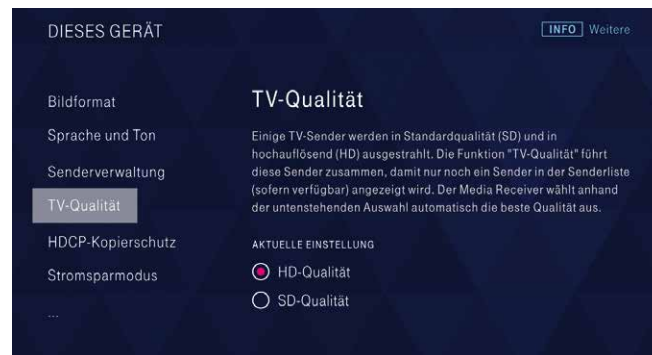 DIESES GERÄT
INFO Weitere
Bildformat
Sprache und Ton
Senderverwaltung
TV-Qualität
HDCP-Kopierschutz
Stromsparmodus
...
TV-Qualität
Einige TV-Sender werden in Standardqualität (SD) und in
hochauflösend (HD) ausgestrahlt. Die Funktion "TV-Qualität" führt
diese Sender zusammen, damit nur noch ein Sender in der Senderliste
(sofern verfügbar) angezeigt wird. Der Media Receiver wählt anhand
der untenstehenden Auswahl automatisch die beste Qualität aus.
AKTUELLE EINSTELLUNG
HD-Qualität
SD-Qualität